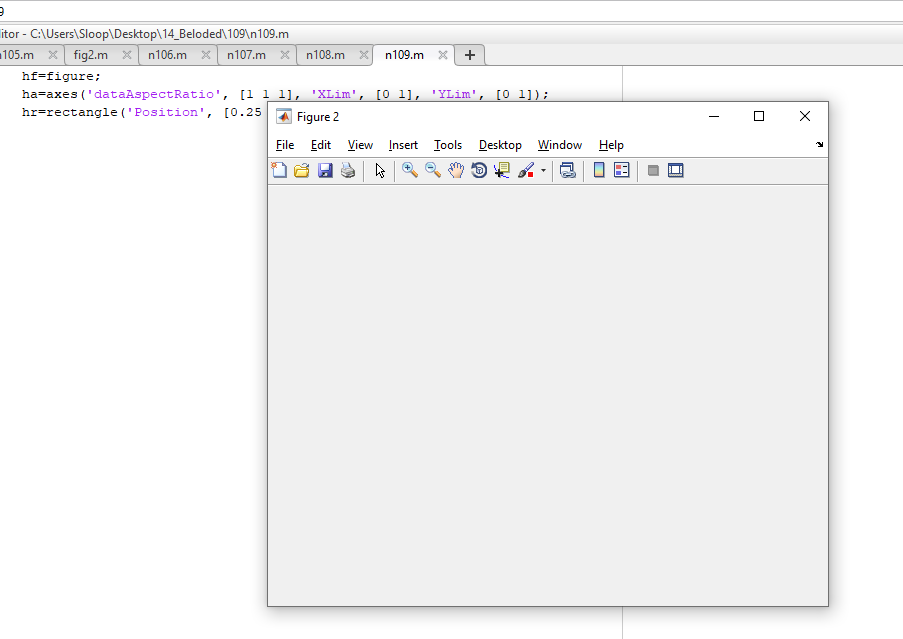 9
itor - C:\Users\Sloop\Desktop\14_Beloded\109\n109.m
n105.m fig2.m n106.m n107.m n108.m n109.m +
hf=figure;
ha=axes('dataAspectRatio', [1 1 1], 'XLim', [0 1], 'YLim', [0 1]);
hr=rectangle('Position', [0.25
Figure 2
File Edit View Insert Tools Desktop Window Help